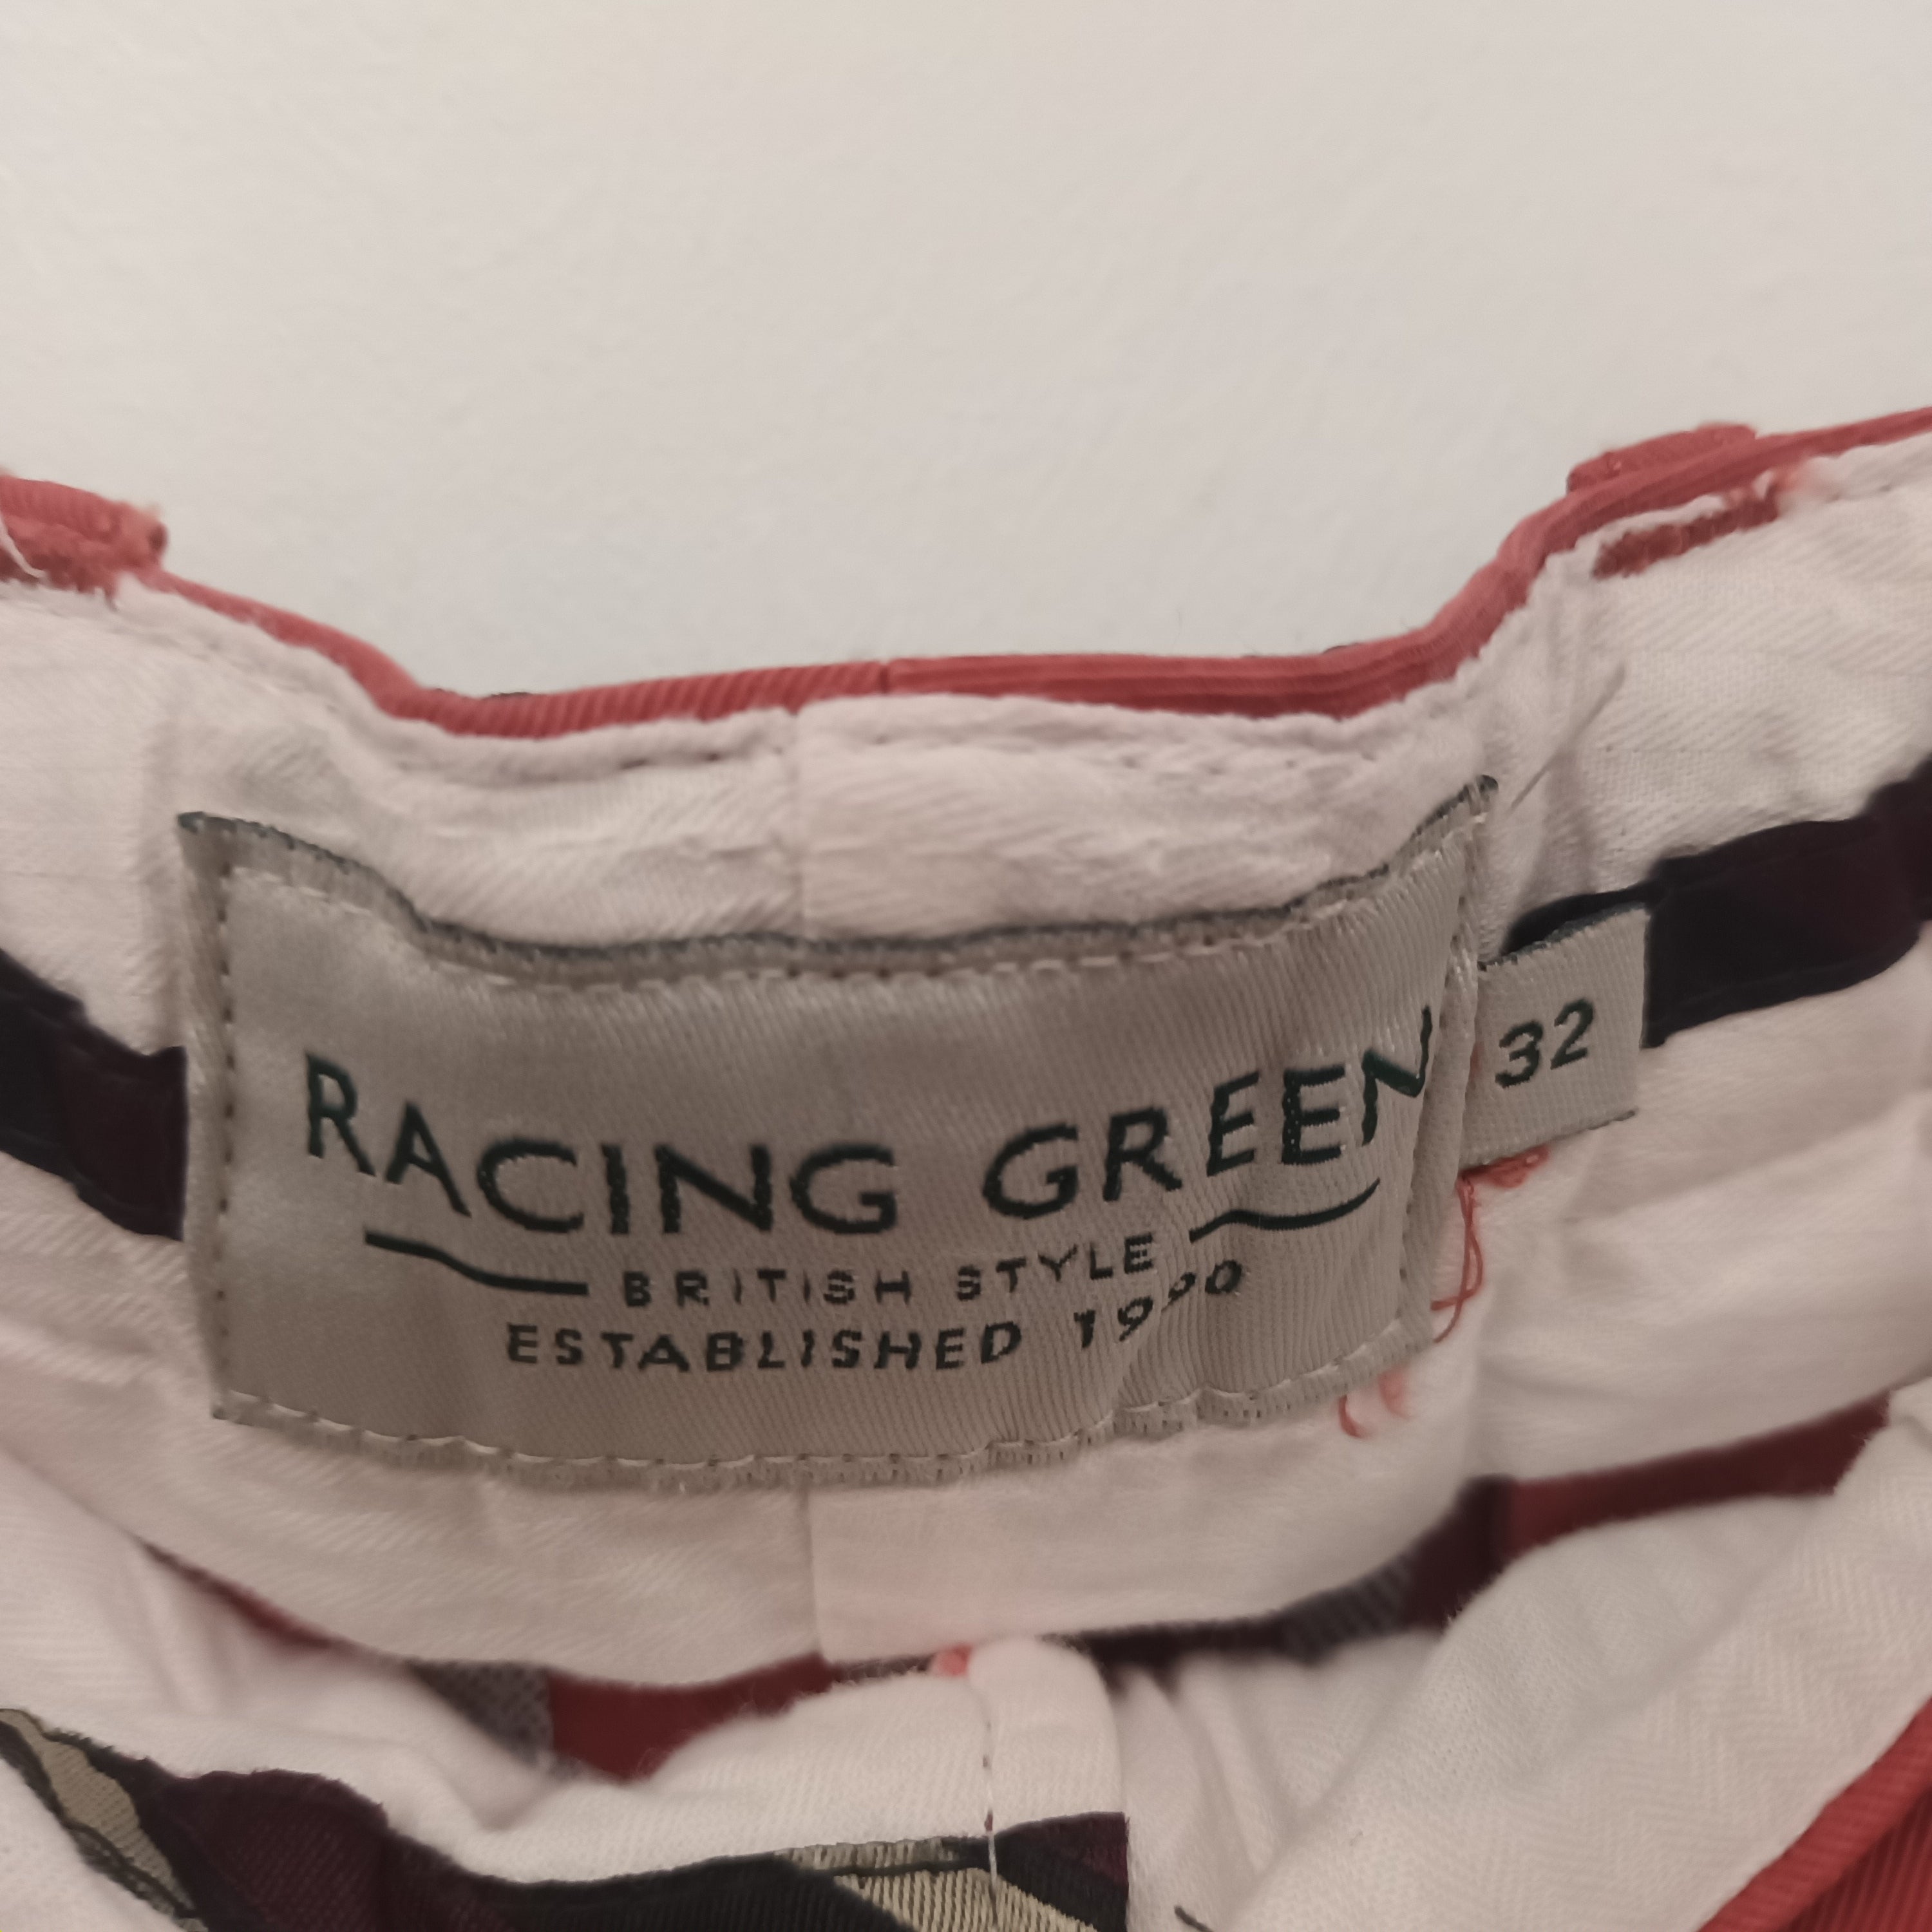 RACING GREEN
32
BRITISH STYLE
ESTABLISHED 1990